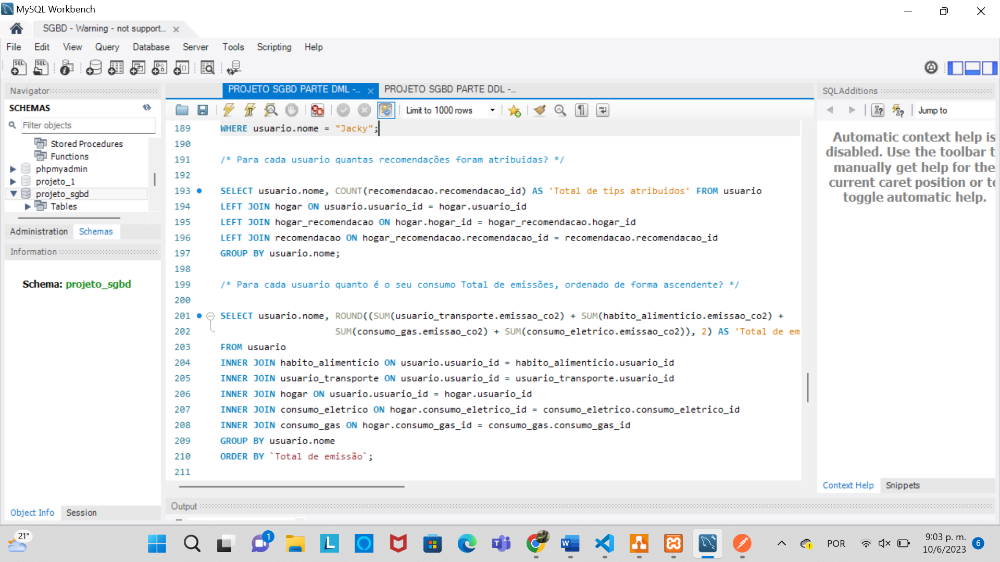 MySQL Workbench
SGBD - Warning - not support...
File Edit View Query Database Server Tools Scripting Help
Navigator
SCHEMAS
Filter objects
Stored Procedures
Functions
phpmyadmin
projeto_1
projeto_sgbd
Tables
Administration Schemas
Information
Schema: projeto_sgbd
Object Info Session
PROJETO SGBD PARTE DML -... PROJETO SGBD PARTE DDL -...
Limit to 1000 rows
189 WHERE usuario.nome = "Jacky";
190
191 /* Para cada usuario quantas recomendações foram atribuidas? */
192
193 SELECT usuario.nome, COUNT(recomendacao.recomendacao_id) AS 'Total de tips atribuidos' FROM usuario
194 LEFT JOIN hogar ON usuario.usuario_id = hogar.usuario_id
195 LEFT JOIN hogar_recomendacao ON hogar.hogar_id = hogar_recomendacao.hogar_id
196 LEFT JOIN recomendacao ON hogar_recomendacao.recomendacao_id = recomendacao.recomendacao_id
197 GROUP BY usuario.nome;
198
199 /* Para cada usuario quanto é o seu consumo Total de emissões, ordenado de forma ascendente? */
200
201 SELECT usuario.nome, ROUND((SUM(usuario_transporte.emissao_co2) + SUM(habito_alimenticio.emissao_co2) +
202 SUM(consumo_gas.emissao_co2) + SUM(consumo_eletrico.emissao_co2)), 2) AS 'Total de em
203 FROM usuario
204 INNER JOIN habito_alimenticio ON usuario.usuario_id = habito_alimenticio.usuario_id
205 INNER JOIN usuario_transporte ON usuario.usuario_id = usuario_transporte.usuario_id
206 INNER JOIN hogar ON usuario.usuario_id = hogar.usuario_id
207 INNER JOIN consumo_eletrico ON hogar.consumo_eletrico_id = consumo_eletrico.consumo_eletrico_id
208 INNER JOIN consumo_gas ON hogar.consumo_gas_id = consumo_gas.consumo_gas_id
209 GROUP BY usuario.nome
210 ORDER BY `Total de emissão`;
211
Output
SQLAdditions
Jump to
Automatic context help is
disabled. Use the toolbar t
manually get help for the
current caret position or to
toggle automatic help.
Context Help Snippets
21°
1
POR
9:03 p. m.
10/6/2023
6